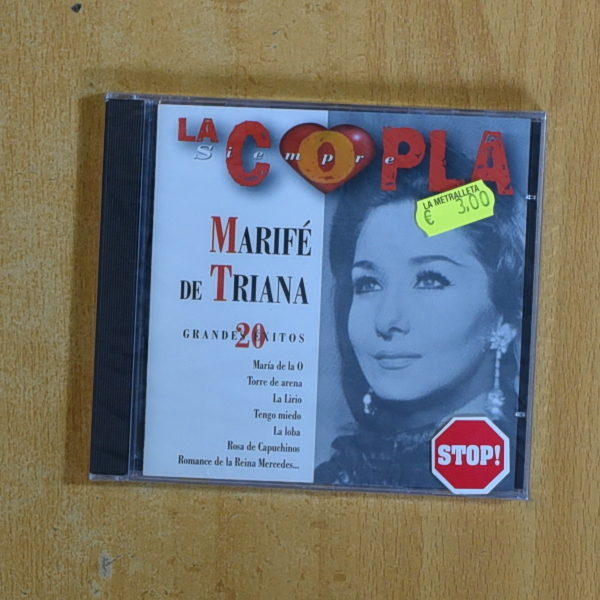 LA COPLA
Siempre
LA METRALLETA
€ 3,00
MARIFÉ
DE TRIANA
20
GRANDES ÉXITOS
María de la O
Torre de arena
La Lirio
Tengo miedo
La loba
Rosa de Capuchinos
Romance de la Reina Mercedes...
STOP!